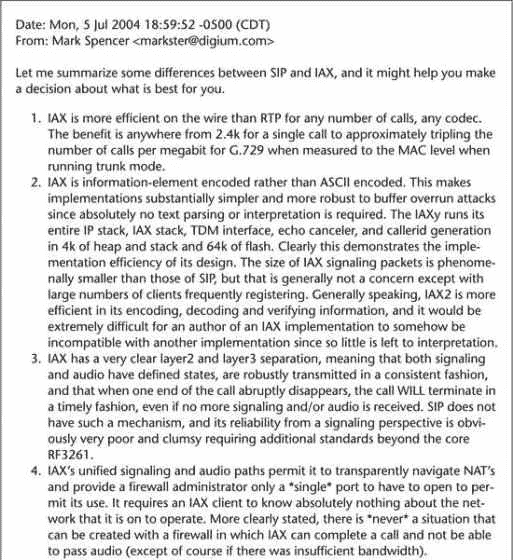 Date: Mon, 5 Jul 2004 18:59:52 -0500 (CDT)
From: Mark Spencer <markster@digium.com>
Let me summarize some differences between SIP and IAX, and it might help you make
a decision about what is best for you.
1. IAX is more efficient on the wire than RTP for any number of calls, any codec.
The benefit is anywhere from 2.4k for a single call to approximately tripling the
number of calls per megabit for G.729 when measured to the MAC level when
running trunk mode.
2. IAX is information-element encoded rather than ASCII encoded. This makes
implementations substantially simpler and more robust to buffer overrun attacks
since absolutely no text parsing or interpretation is required. The IAXy runs its
entire IP stack, IAX stack, TDM interface, echo canceler, and callerid generation
in 4k of heap and stack and 64k of flash. Clearly this demonstrates the imple-
mentation efficiency of its design. The size of IAX signaling packets is phenome-
nally smaller than those of SIP, but that is generally not a concern except with
large numbers of clients frequently registering. Generally speaking, IAX2 is more
efficient in its encoding, decoding and verifying information, and it would be
extremely difficult for an author of an IAX implementation to somehow be
incompatible with another implementation since so little is left to interpretation.
3. IAX has a very clear layer2 and layer3 separation, meaning that both signaling
and audio have defined states, are robustly transmitted in a consistent fashion,
and that when one end of the call abruptly disappears, the call WILL terminate in
a timely fashion, even if no more signaling and/or audio is received. SIP does not
have such a mechanism, and its reliability from a signaling perspective is obvi-
ously very poor and clumsy requiring additional standards beyond the core
RF3261.
4. IAX's unified signaling and audio paths permit it to transparently navigate NAT's
and provide a firewall administrator only a *single* port to have to open to per-
mit its use. It requires an IAX client to know absolutely nothing about the net-
work that it is on to operate. More clearly stated, there is *never* a situation that
can be created with a firewall in which IAX can complete a call and not be able
to pass audio (except of course if there was insufficient bandwidth).